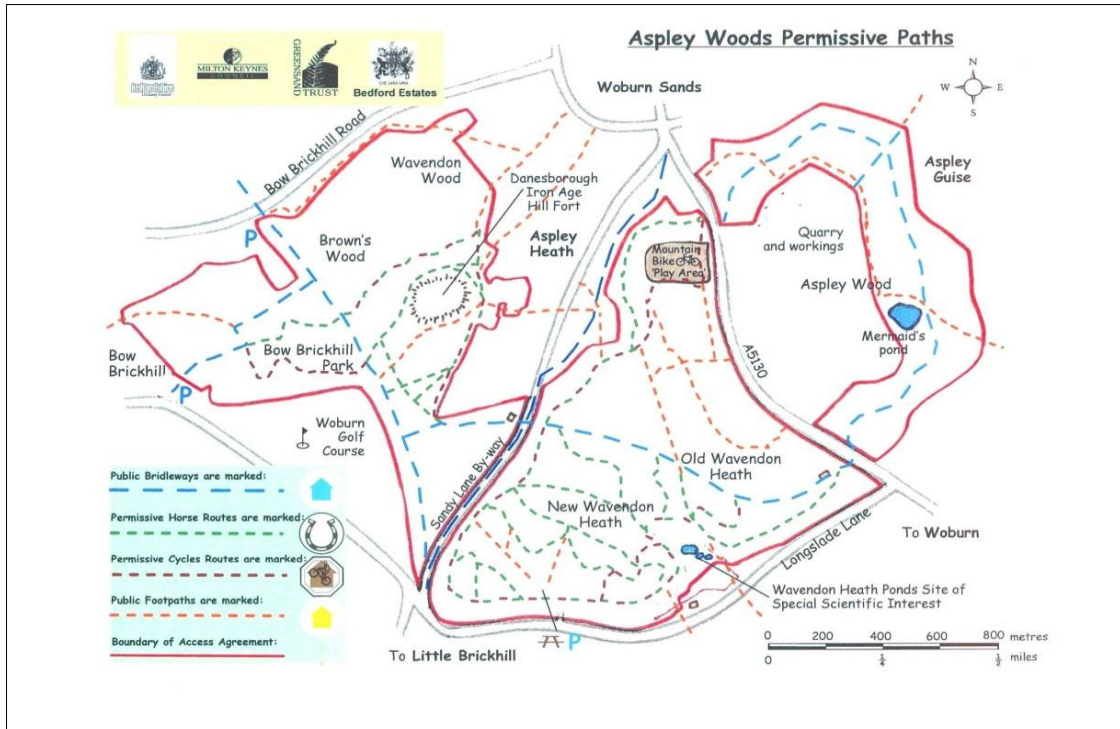 Aspley Woods Permissive Paths
MILTON KEYNES
COUNCIL
GREENSAND
TRUST
Bedford Estates
Woburn Sands
N
W
E
S
Bow Brickhill Road
Wavendon
Wood
Danesborough
Iron Age
Hill Fort
Aspley
Guise
P
Brown's
Wood
Aspley
Heath
Mountain
Bike
'Play Area'
Quarry
and workings
Aspley Wood
Mermaid's
pond
Bow
Brickhill
Bow Brickhill
Park
P
A5130
Woburn
Golf
Course
Sandy Lane By-way
Old Wavendon
Heath
New Wavendon
Heath
Longslade Lane
To Woburn
Wavendon Heath Ponds Site of
Special Scientific Interest
Public Bridleways are marked:
Permissive Horse Routes are marked:
Permissive Cycles Routes are marked:
Public Footpaths are marked:
Boundary of Access Agreement:
To Little Brickhill
P
0 200 400 600 800 metres
0 ¼ ½ miles